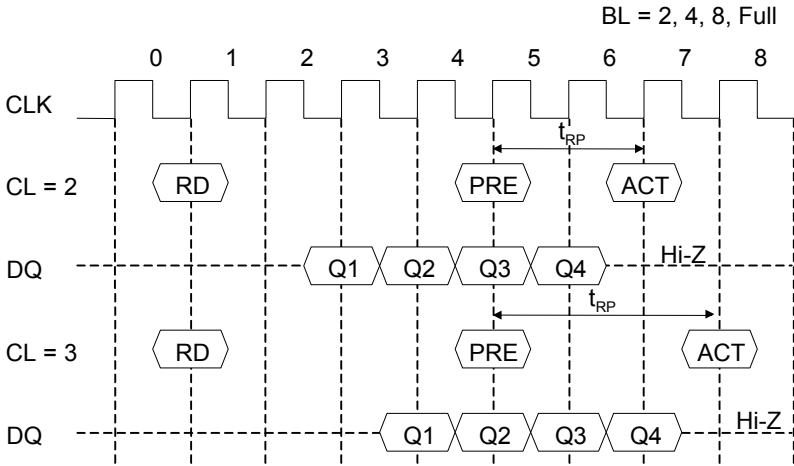 BL = 2, 4, 8, Full
0 1 2 3 4 5 6 7 8
CLK
tRP
CL = 2 RD PRE ACT
DQ Q1 Q2 Q3 Q4 Hi-Z
tRP
CL = 3 RD PRE ACT
DQ Q1 Q2 Q3 Q4 Hi-Z